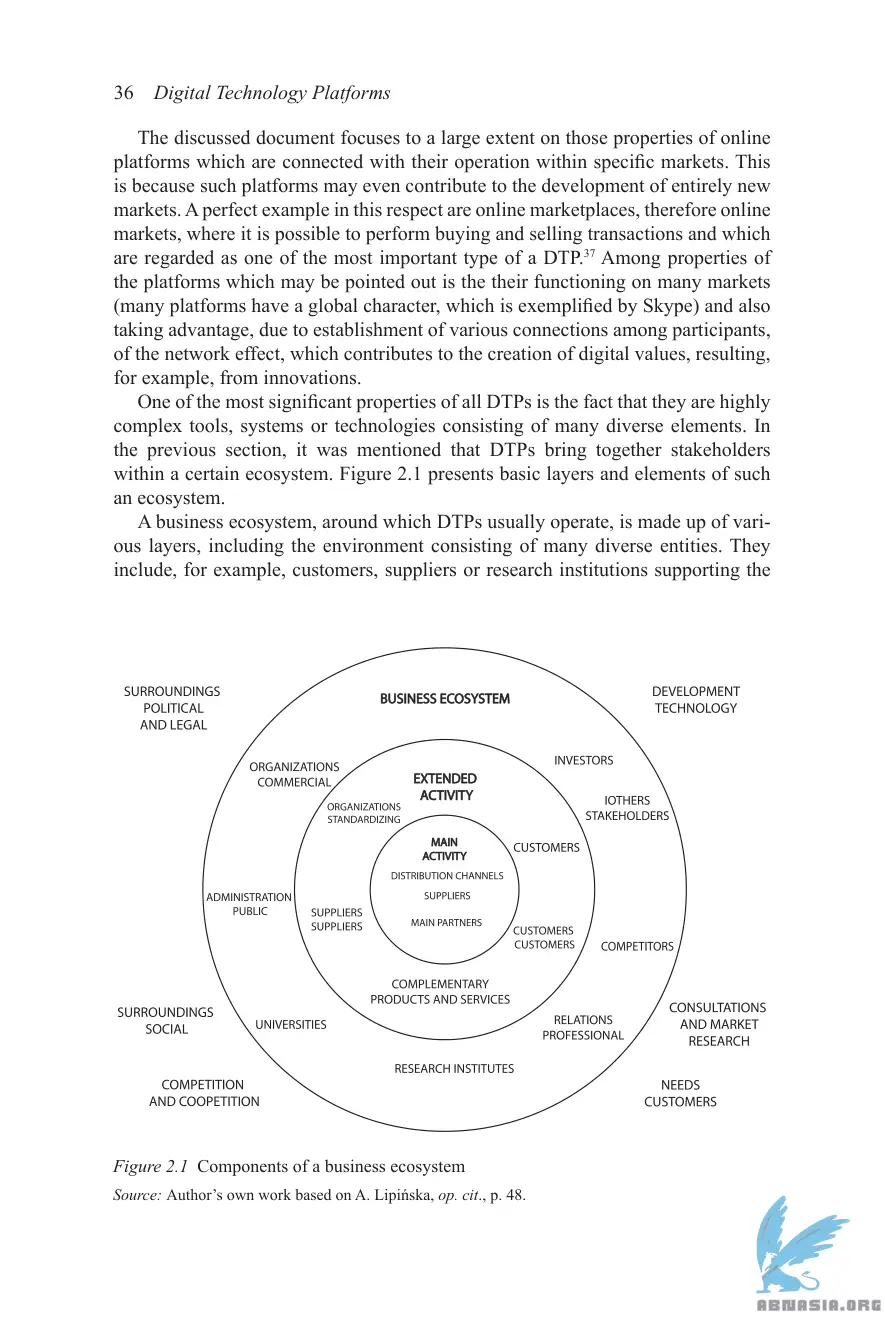 36 Digital Technology Platforms
The discussed document focuses to a large extent on those properties of online
platforms which are connected with their operation within specific markets. This
is because such platforms may even contribute to the development of entirely new
markets. A perfect example in this respect are online marketplaces, therefore online
markets, where it is possible to perform buying and selling transactions and which
are regarded as one of the most important type of a DTP.37 Among properties of
the platforms which may be pointed out is the their functioning on many markets
(many platforms have a global character, which is exemplified by Skype) and also
taking advantage, due to establishment of various connections among participants,
of the network effect, which contributes to the creation of digital values, resulting,
for example, from innovations.
One of the most significant properties of all DTPs is the fact that they are highly
complex tools, systems or technologies consisting of many diverse elements. In
the previous section, it was mentioned that DTPs bring together stakeholders
within a certain ecosystem. Figure 2.1 presents basic layers and elements of such
an ecosystem.
A business ecosystem, around which DTPs usually operate, is made up of vari-
ous layers, including the environment consisting of many diverse entities. They
include, for example, customers, suppliers or research institutions supporting the
SURROUNDINGS
POLITICAL
AND LEGAL
BUSINESS ECOSYSTEM
DEVELOPMENT
TECHNOLOGY
ORGANIZATIONS
COMMERCIAL
EXTENDED
ACTIVITY
INVESTORS
ORGANIZATIONS
STANDARDIZING
IOTHERS
STAKEHOLDERS
MAIN
ACTIVITY
CUSTOMERS
DISTRIBUTION CHANNELS
SUPPLIERS
MAIN PARTNERS
ADMINISTRATION
PUBLIC
SUPPLIERS
SUPPLIERS
CUSTOMERS
CUSTOMERS
COMPETITORS
COMPLEMENTARY
PRODUCTS AND SERVICES
SURROUNDINGS
SOCIAL
UNIVERSITIES
RELATIONS
PROFESSIONAL
CONSULTATIONS
AND MARKET
RESEARCH
RESEARCH INSTITUTES
COMPETITION
AND COOPETITION
NEEDS
CUSTOMERS
Figure 2.1 Components of a business ecosystem
Source: Author's own work based on A. Lipińska, op. cit., p. 48.
ABNASIA.ORG